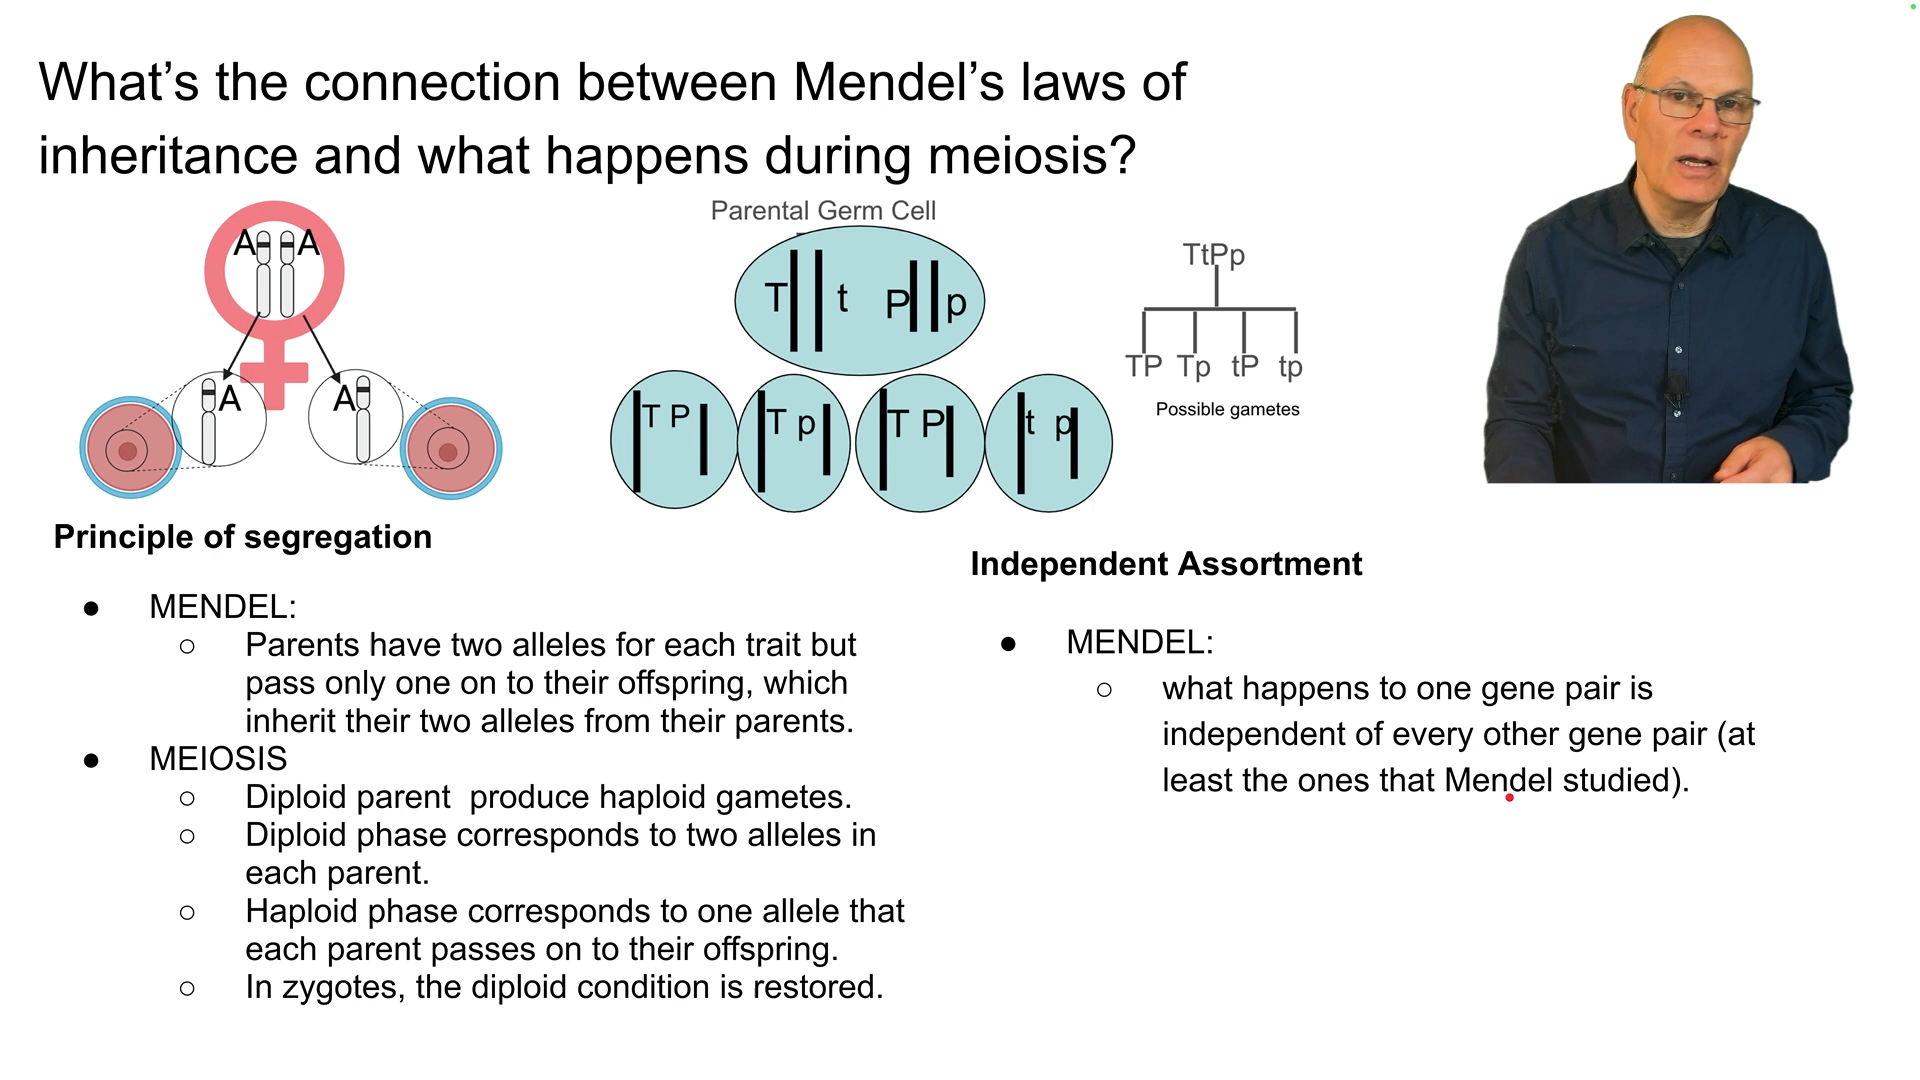 What’s the connection between Mendel’s laws of
inheritance and what happens during meiosis?
A A
A
A
Parental Germ Cell
T t P p
T P
T p
T P
t p
TtPp
TP Tp tP tp
Possible gametes
Principle of segregation
● MENDEL:
○ Parents have two alleles for each trait but
pass only one on to their offspring, which
inherit their two alleles from their parents.
● MEIOSIS
○ Diploid parent  produce haploid gametes.
○ Diploid phase corresponds to two alleles in
each parent.
○ Haploid phase corresponds to one allele that
each parent passes on to their offspring.
○ In zygotes, the diploid condition is restored.
Independent Assortment
● MENDEL:
○ what happens to one gene pair is
independent of every other gene pair (at
least the ones that Mendel studied).